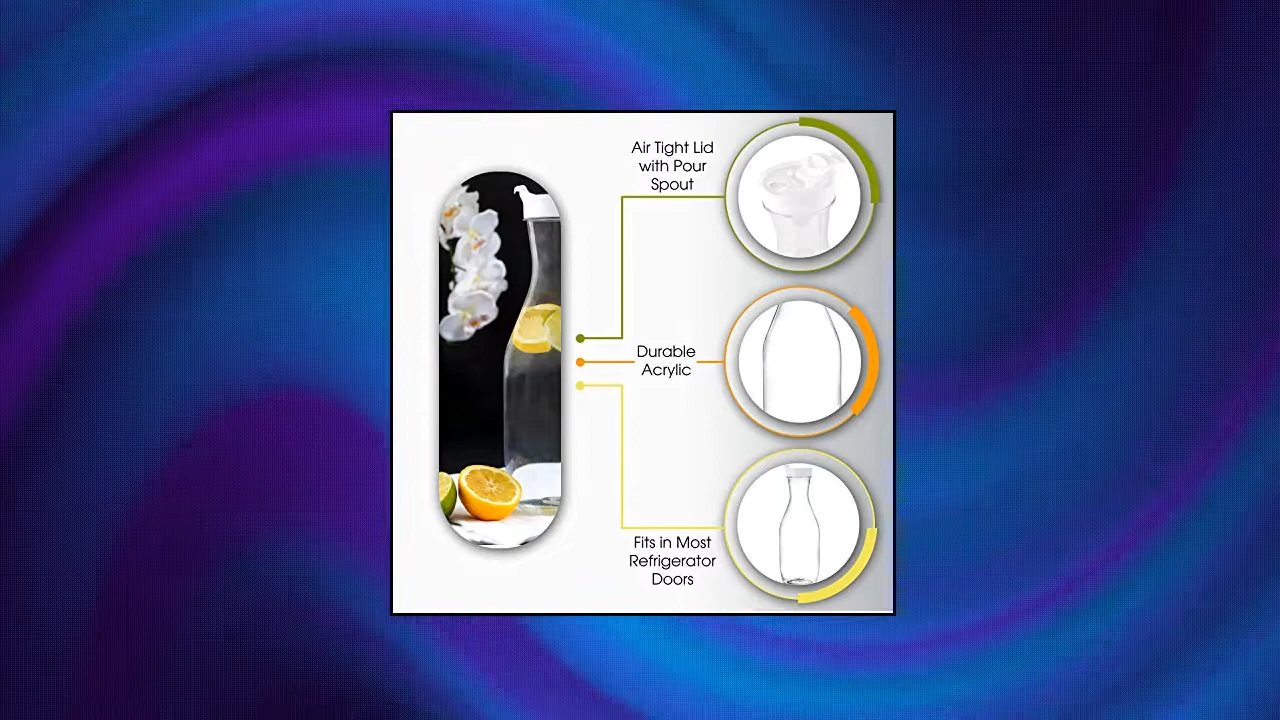 Air Tight Lid
with Pour
Spout
Durable
Acrylic
Fits in Most
Refrigerator
Doors